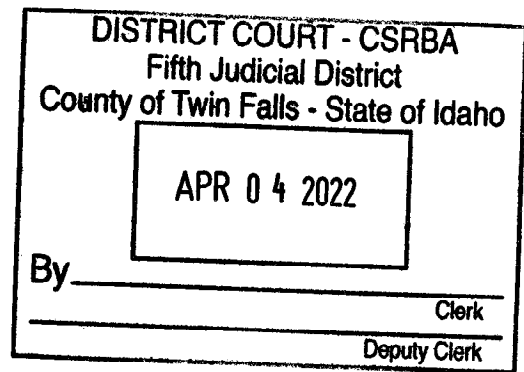 DISTRICT COURT - CSRBA
Fifth Judicial District
County of Twin Falls - State of Idaho
APR 04 2022
By
Clerk
Deputy Clerk